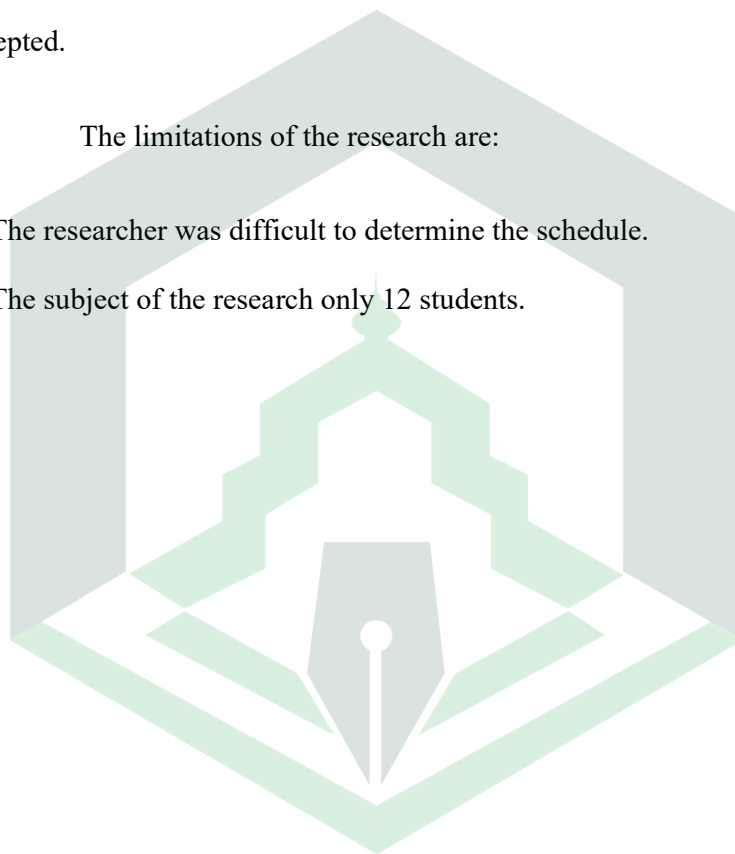 epted.
The limitations of the research are:
The researcher was difficult to determine the schedule.
The subject of the research only 12 students.